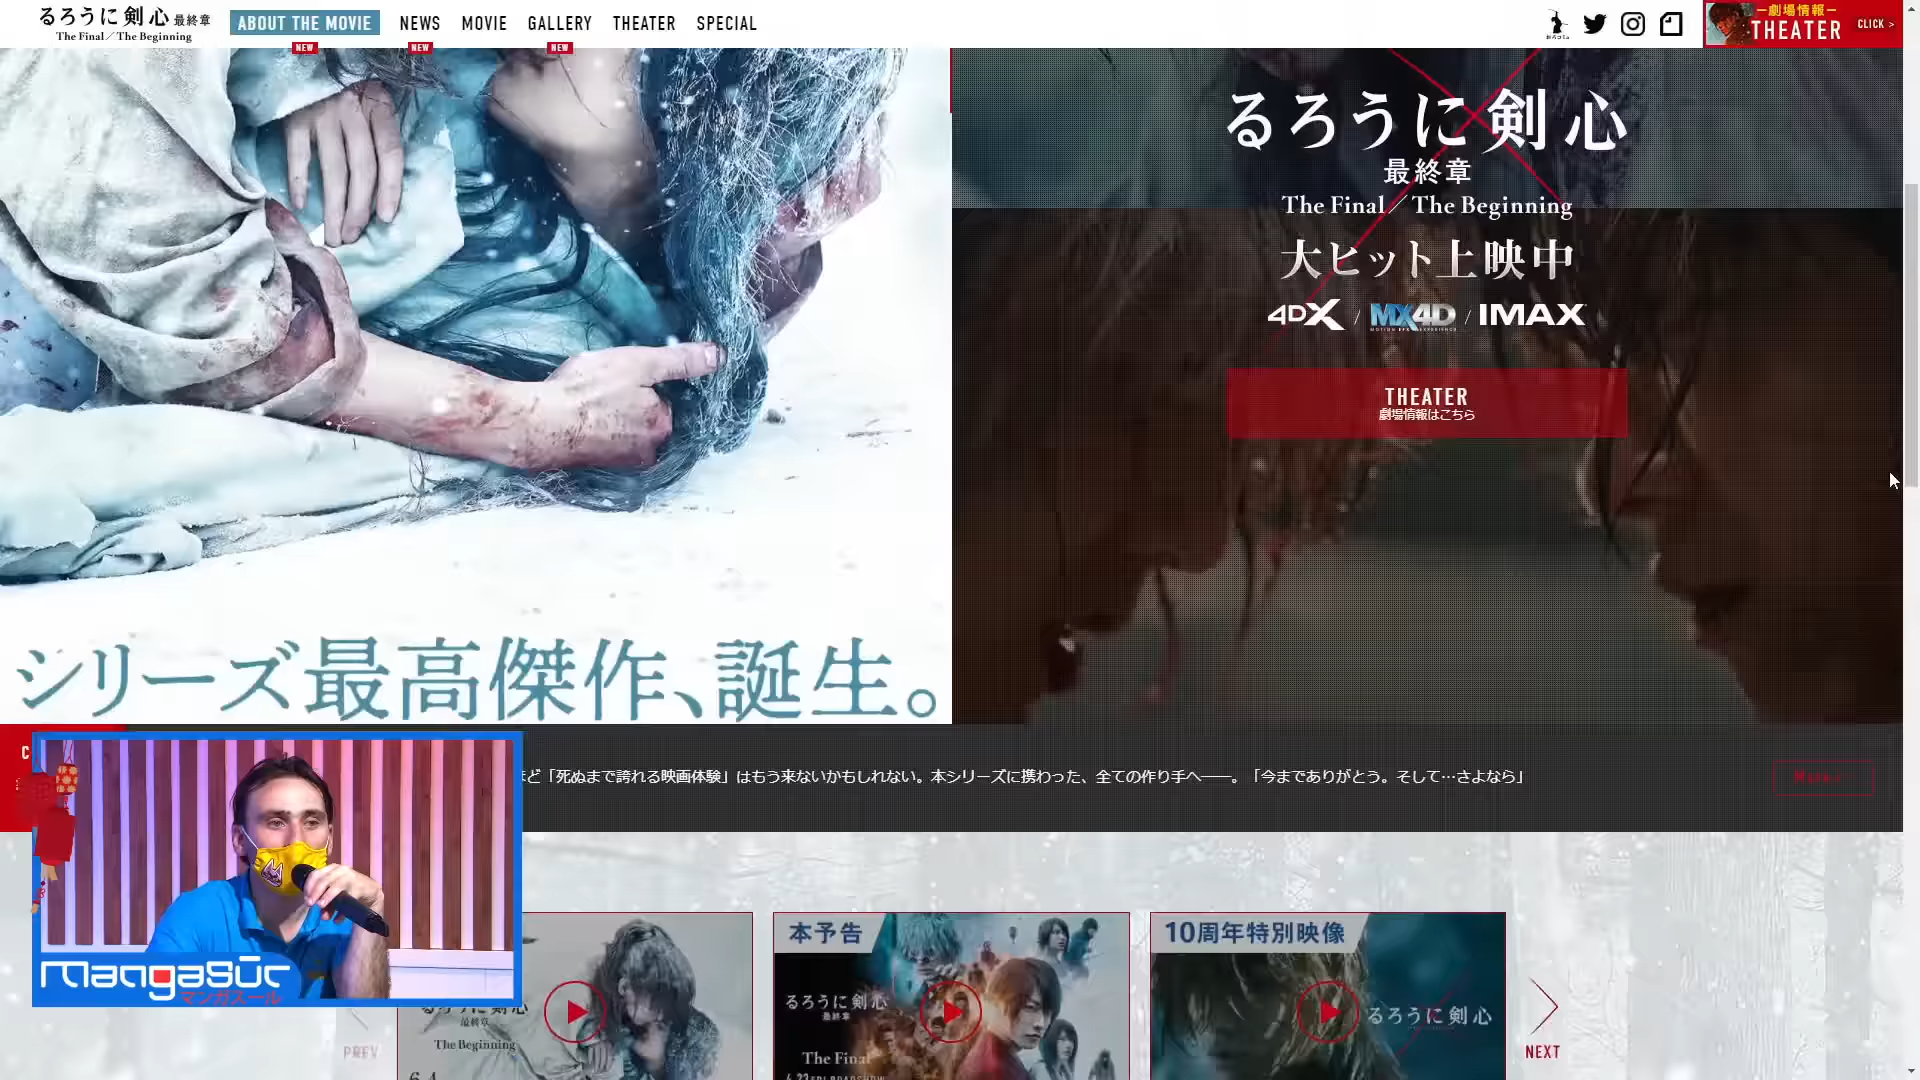 るろうに剣心 最終章
The Final／The Beginning
ABOUT THE MOVIE
NEW
NEWS
NEW
MOVIE
GALLERY
NEW
THEATER
SPECIAL
ー劇場情報ー
THEATER
CLICK >
るろうに剣心
最終章
The Final／The Beginning
大ヒット上映中
4DX / MX4D / IMAX
THEATER
劇場情報はこちら
シリーズ最高傑作、誕生。
ど「死ぬまで誇れる映画体験」はもう来ないかもしれない。本シリーズに携わった、全ての作り手へ――。「今までありがとう。そして…さよなら」
mangasūr
マンガスール
PREV
るろうに剣心
最終章
The Beginning
6.4
本予告
るろうに剣心
最終章
The Final
4.23 FRI ROADSHOW
10周年特別映像
るろうに剣心
NEXT